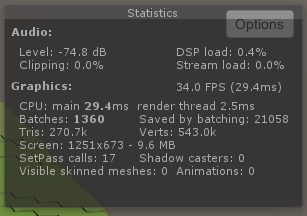 Statistics
Options
Audio:
Level: -74.8 dB DSP load: 0.4%
Clipping: 0.0% Stream load: 0.0%
Graphics: 34.0 FPS (29.4ms)
CPU: main 29.4ms render thread 2.5ms
Batches: 1360 Saved by batching: 21058
Tris: 270.7k Verts: 543.0k
Screen: 1251x673 - 9.6 MB
SetPass calls: 17 Shadow casters: 0
Visible skinned meshes: 0 Animations: 0